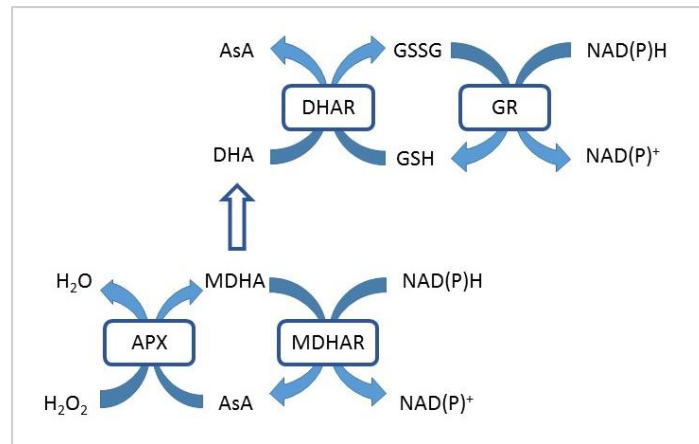 AsA GSSG NAD(P)H
DHAR GR
DHA GSH NAD(P)⁺
H₂O MDHA NAD(P)H
APX MDHAR
H₂O₂ AsA NAD(P)⁺